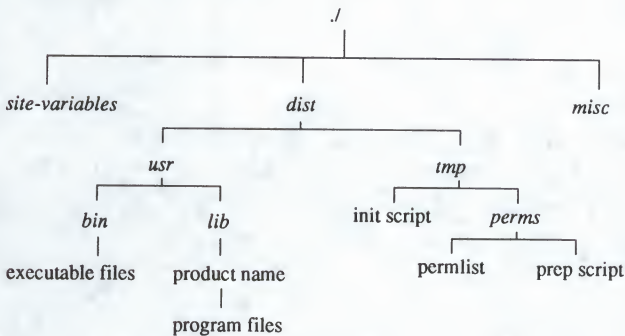 ./
site-variables dist misc
usr tmp
bin lib init script perms
executable files product name permlist prep script
program files